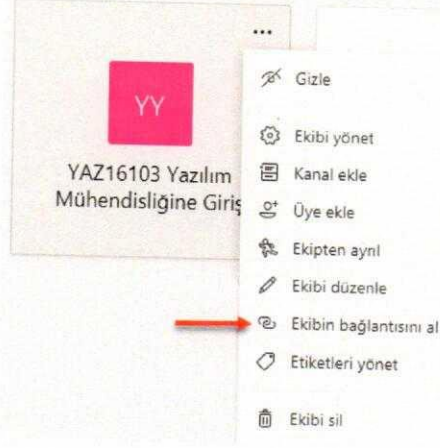 ...
YY
YAZ16103 Yazılım
Mühendisliğine Giriş
Gizle
Ekibi yönet
Kanal ekle
Üye ekle
Ekipten ayrıl
Ekibi düzenle
Ekibin bağlantısını al
Etiketleri yönet
Ekibi sil